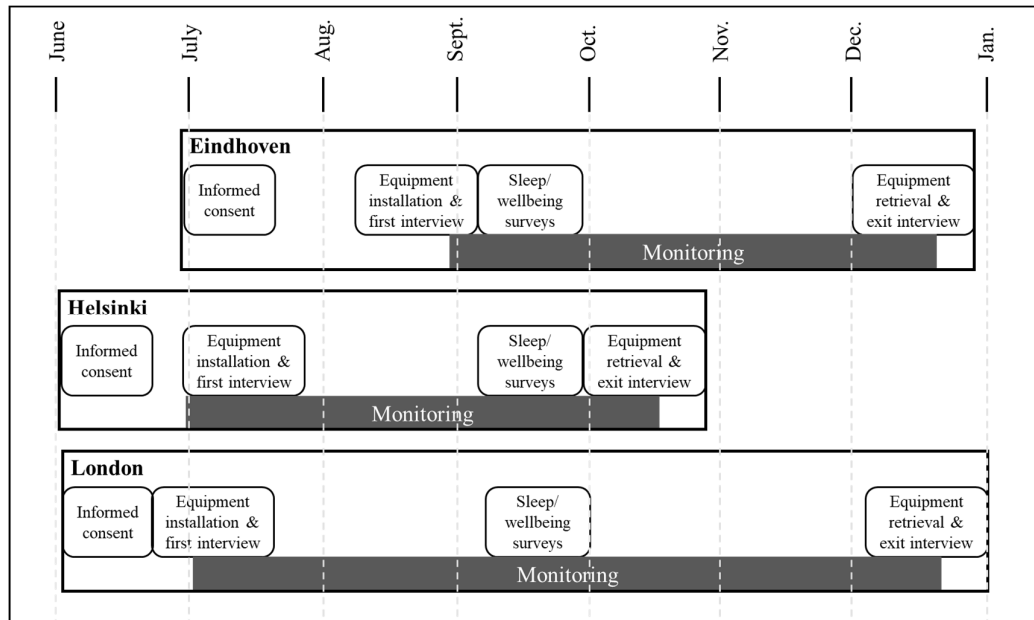 June
July
Aug.
Sept.
Oct.
Nov.
Dec.
Jan.
Eindhoven
Informed
consent
Equipment
installation &
first interview
Sleep/
wellbeing
surveys
Equipment
retrieval &
exit interview
Monitoring
Helsinki
Informed
consent
Equipment
installation &
first interview
Sleep/
wellbeing
surveys
Equipment
retrieval &
exit interview
Monitoring
London
Informed
consent
Equipment
installation &
first interview
Sleep/
wellbeing
surveys
Equipment
retrieval &
exit interview
Monitoring